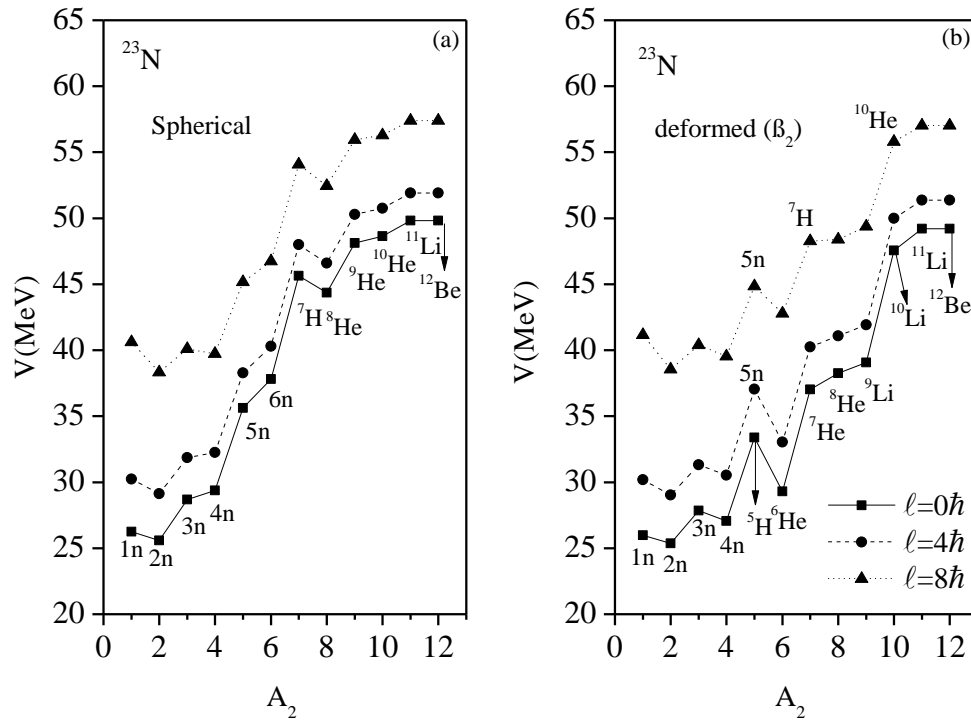 (a)
²³N
Spherical
V(MeV)
65
60
55
50
45
40
35
30
25
20
1n
2n
3n
4n
5n
6n
⁷H
⁸He
⁹He
¹⁰He
¹¹Li
¹²Be
0 2 4 6 8 10 12
A₂
(b)
²³N
deformed (ß₂)
V(MeV)
65
60
55
50
45
40
35
30
25
20
¹⁰He
⁷H
5n
5n
1n
2n
3n
4n
⁵H
⁶He
⁷He
⁸He
⁹Li
¹⁰Li
¹¹Li
¹²Be
ℓ=0ħ
ℓ=4ħ
ℓ=8ħ
0 2 4 6 8 10 12
A₂